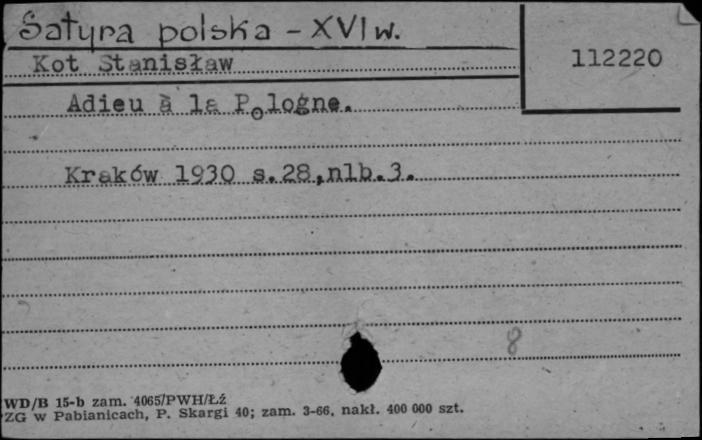 Satyra polska - XVI w.
Kot Stanisław
112220
Adieu à la Pologne.
Kraków 1930 s.28,nlb.3.
8
WD/B 15-b zam. 4065/PWH/ŁŹ
ZG w Pabianicach, P. Skargi 40; zam. 3-66, nakł. 400 000 szt.